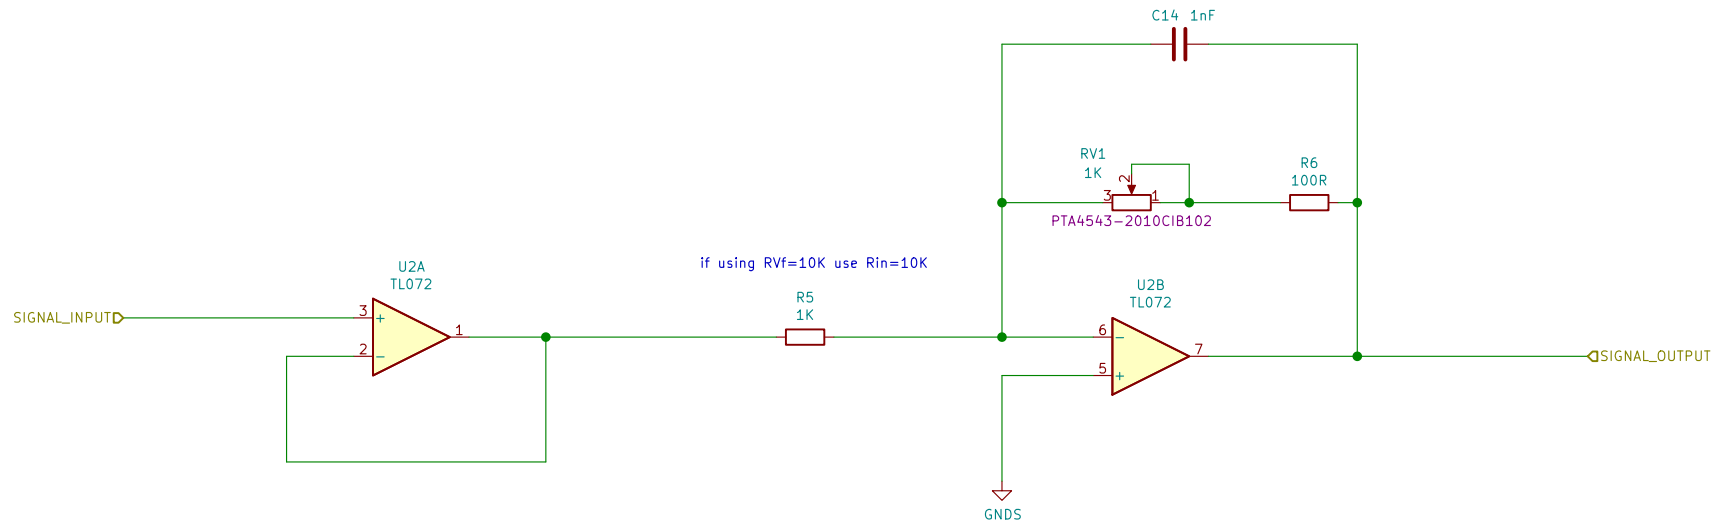 C14 1nF
RV1
1K
2
3
1
PTA4543-2010CIB102
R6
100R
if using RVf=10K use Rin=10K
U2A
TL072
SIGNAL_INPUT
3
+
2
−
1
R5
1K
U2B
TL072
6
−
5
+
7
SIGNAL_OUTPUT
GNDS